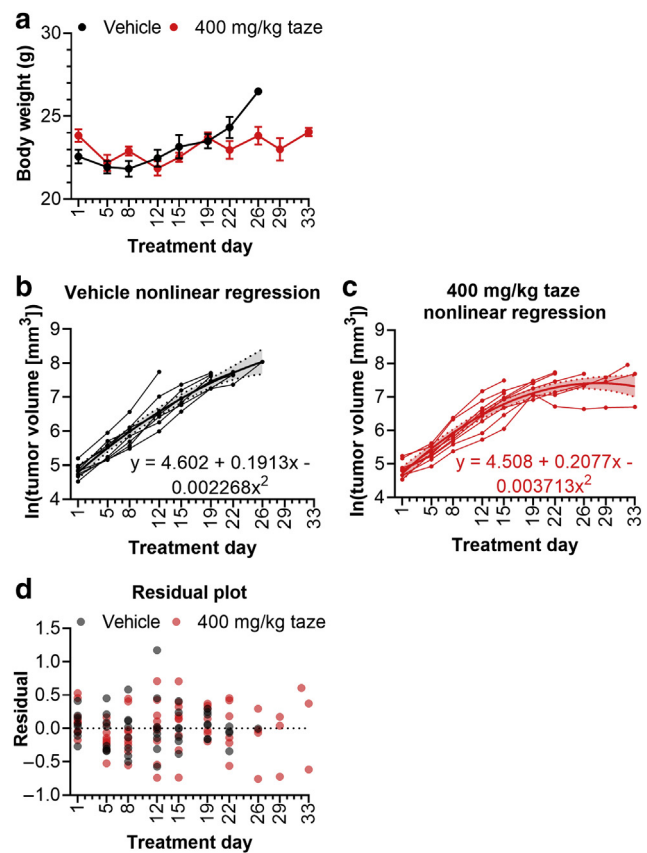 a
Vehicle 400 mg/kg taze
Body weight (g)
30
25
20
1 5 8 12 15 19 22 26 29 33
Treatment day
b Vehicle nonlinear regression
ln(tumor volume [mm3])
9
8
7
6
5
4
y = 4.602 + 0.1913x -
0.002268x2
1 5 8 12 15 19 22 26 29 33
Treatment day
c 400 mg/kg taze
nonlinear regression
ln(tumor volume [mm3])
9
8
7
6
5
4
y = 4.508 + 0.2077x -
0.003713x2
1 5 8 12 15 19 22 26 29 33
Treatment day
d Residual plot
Vehicle 400 mg/kg taze
Residual
1.5
1.0
0.5
0.0
−0.5
−1.0
1 5 8 12 15 19 22 26 29 33
Treatment day